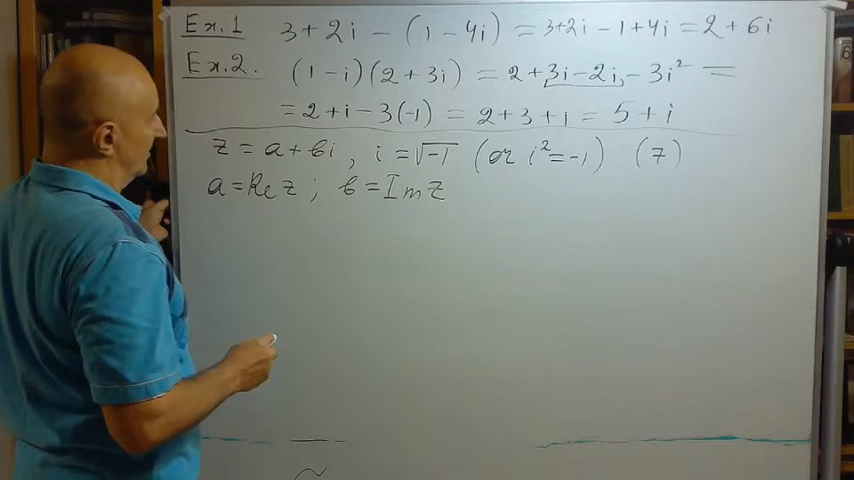 Ex.1 3+2i - (1-4i) = 3+2i-1+4i = 2+6i
Ex.2. (1-i)(2+3i) = 2+3i-2i-3i² =
= 2+i-3(-1) = 2+3+i = 5+i
z = a+bi, i = √-1 (or i²=-1) (7)
a=Re z; b=Im z
~